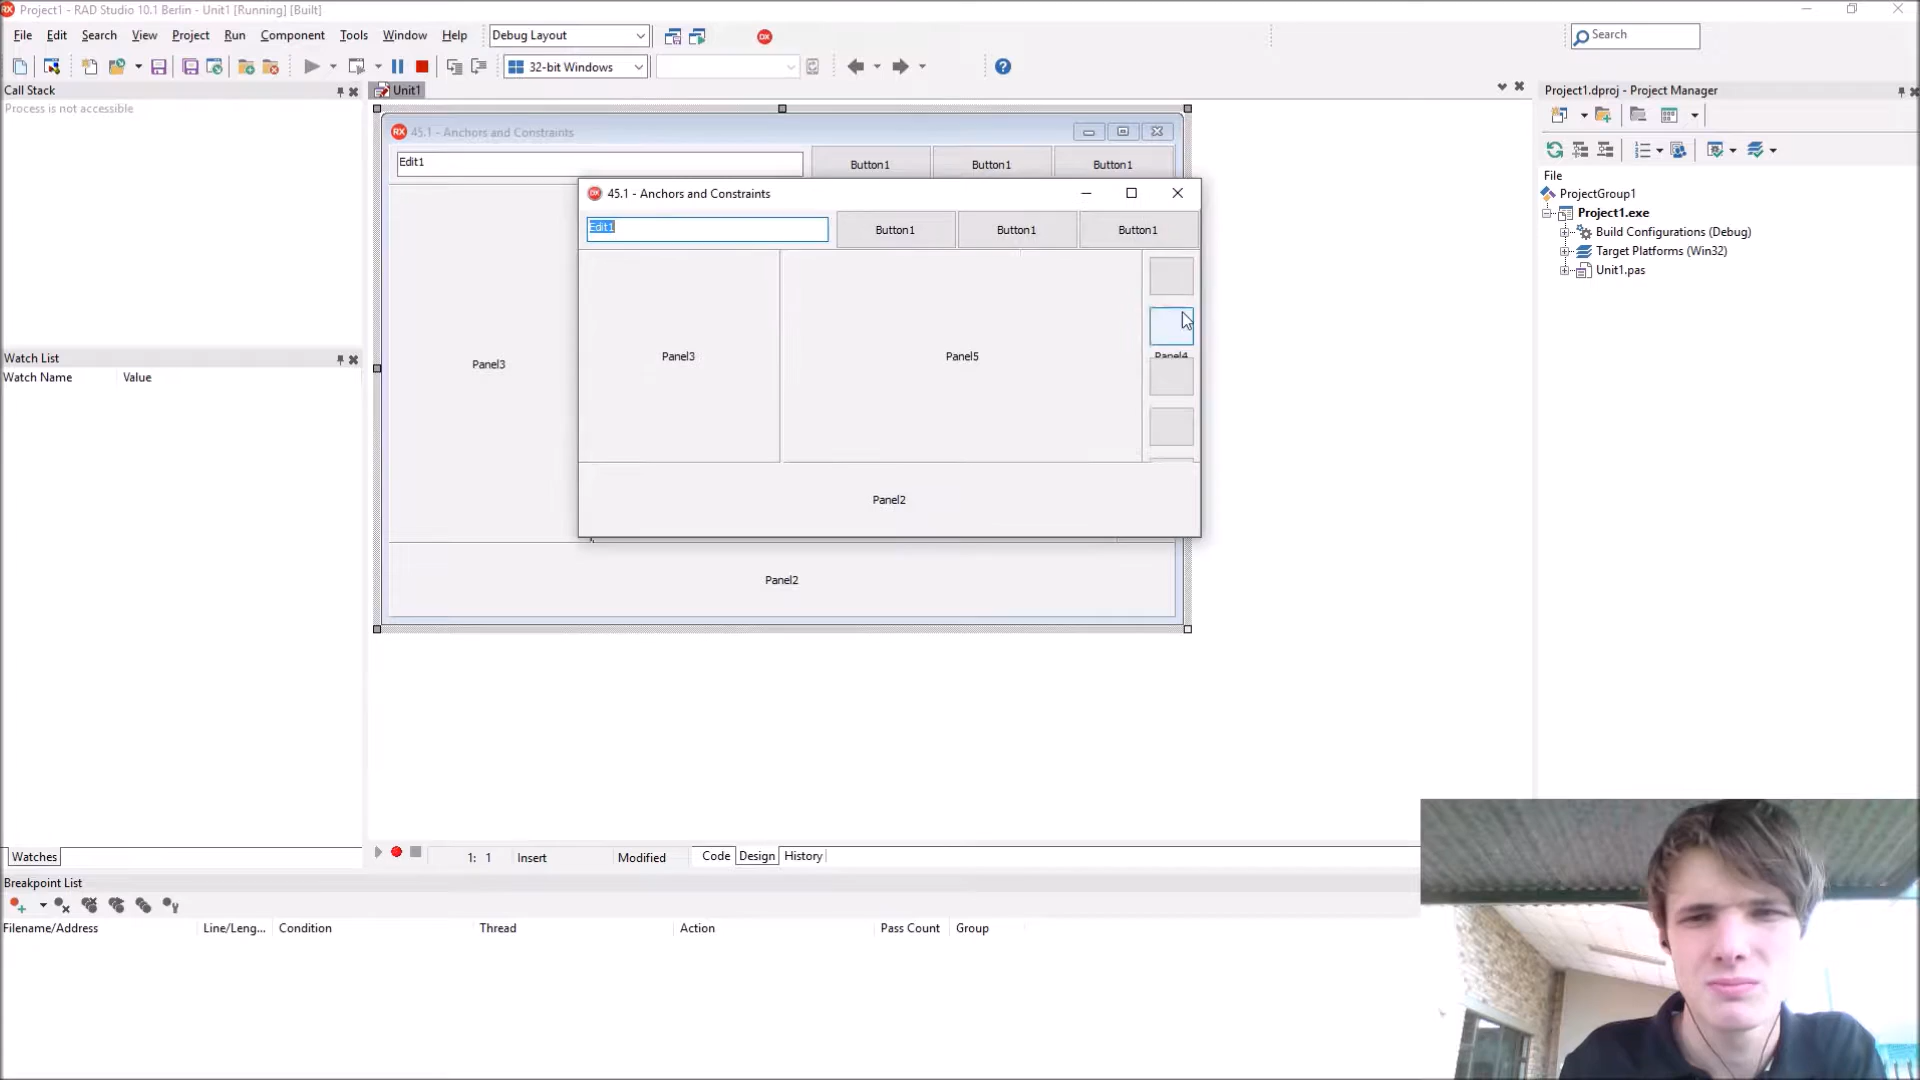 Project1 - RAD Studio 10.1 Berlin - Unit1 [Running] [Built]
File Edit Search View Project Run Component Tools Window Help Debug Layout Search
32-bit Windows
Call Stack
Process is not accessible
Unit1
Project1.dproj - Project Manager
45.1 - Anchors and Constraints
Edit1 Button1 Button1 Button1
Panel3
Panel2
45.1 - Anchors and Constraints
Edit1 Button1 Button1 Button1
Panel3 Panel5 Panel4
Panel2
File
ProjectGroup1
Project1.exe
Build Configurations (Debug)
Target Platforms (Win32)
Unit1.pas
Watch List
Watch Name Value
Watches
1: 1 Insert Modified Code Design History
Breakpoint List
Filename/Address Line/Leng... Condition Thread Action Pass Count Group